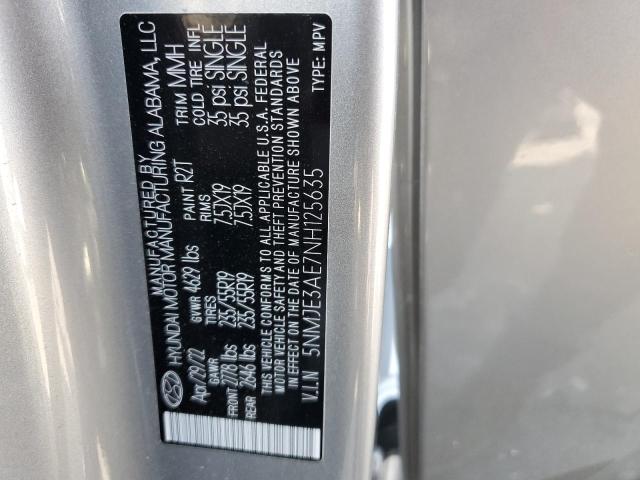 MANUFACTURED BY
HYUNDAI MOTOR MANUFACTURING ALABAMA, LLC
Apr/29/22 GVWR 4629 lbs PAINT R2T TRIM MMH
GAWR TIRES RIMS COLD TIRE INFL
FRONT 2778 lbs 235/55R19 7.5JX19 35 psi SINGLE
REAR 2646 lbs 235/55R19 7.5JX19 35 psi SINGLE
THIS VEHICLE CONFORMS TO ALL APPLICABLE U.S.A. FEDERAL
MOTOR VEHICLE SAFETY AND THEFT PREVENTION STANDARDS
IN EFFECT ON THE DATE OF MANUFACTURE SHOWN ABOVE
V.I.N 5NMJE3AE7NH125635 TYPE: MPV